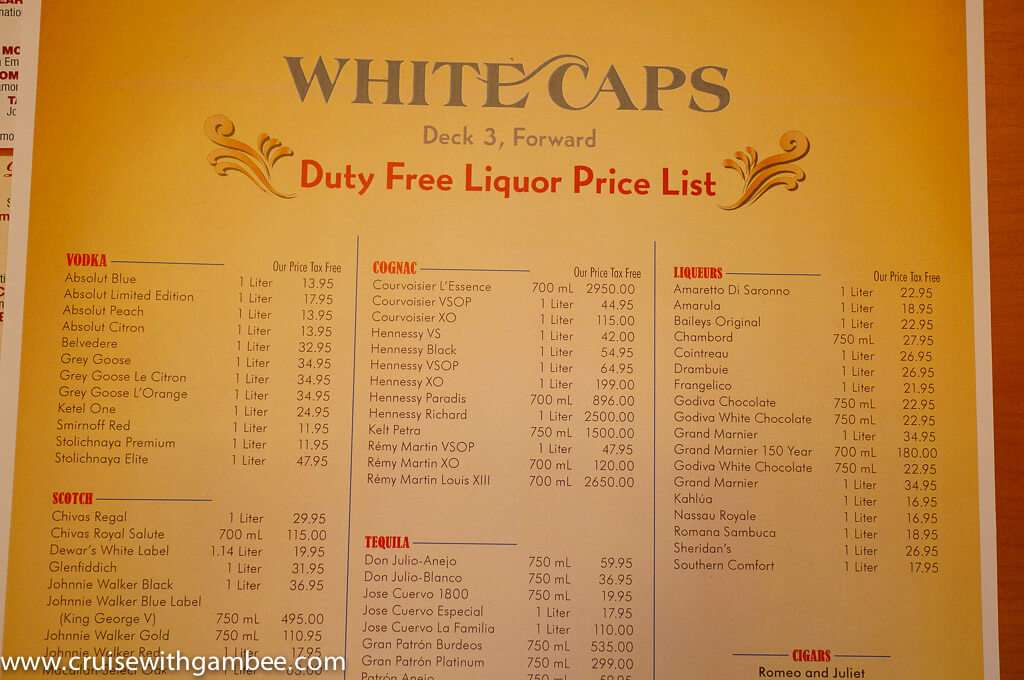 WHITE CAPS
Deck 3, Forward
Duty Free Liquor Price List
VODKA Our Price Tax Free
Absolut Blue 1 Liter 13.95
Absolut Limited Edition 1 Liter 17.95
Absolut Peach 1 Liter 13.95
Absolut Citron 1 Liter 13.95
Belvedere 1 Liter 32.95
Grey Goose 1 Liter 34.95
Grey Goose Le Citron 1 Liter 34.95
Grey Goose L'Orange 1 Liter 34.95
Ketel One 1 Liter 24.95
Smirnoff Red 1 Liter 11.95
Stolichnaya Premium 1 Liter 11.95
Stolichnaya Elite 1 Liter 47.95
SCOTCH
Chivas Regal 1 Liter 29.95
Chivas Royal Salute 700 mL 115.00
Dewar's White Label 1.14 Liter 19.95
Glenfiddich 1 Liter 31.95
Johnnie Walker Black 1 Liter 36.95
Johnnie Walker Blue Label
(King George V) 750 mL 495.00
Johnnie Walker Gold 750 mL 110.95
Johnnie Walker Red 1 Liter 17.95
Macallan Select Oak
COGNAC Our Price Tax Free
Courvoisier L'Essence 700 mL 2950.00
Courvoisier VSOP 1 Liter 44.95
Courvoisier XO 1 Liter 115.00
Hennessy VS 1 Liter 42.00
Hennessy Black 1 Liter 54.95
Hennessy VSOP 1 Liter 64.95
Hennessy XO 1 Liter 199.00
Hennessy Paradis 700 mL 896.00
Hennessy Richard 1 Liter 2500.00
Kelt Petra 750 mL 1500.00
Rémy Martin VSOP 1 Liter 47.95
Rémy Martin XO 700 mL 120.00
Rémy Martin Louis XIII 700 mL 2650.00
TEQUILA
Don Julio-Anejo 750 mL 59.95
Don Julio-Blanco 750 mL 36.95
Jose Cuervo 1800 750 mL 19.95
Jose Cuervo Especial 1 Liter 17.95
Jose Cuervo La Familia 1 Liter 110.00
Gran Patrón Burdeos 750 mL 535.00
Gran Patrón Platinum 750 mL 299.00
Patrón Anejo 750 mL 59.95
LIQUEURS Our Price Tax Free
Amaretto Di Saronno 1 Liter 22.95
Amarula 1 Liter 18.95
Baileys Original 1 Liter 22.95
Chambord 750 mL 27.95
Cointreau 1 Liter 26.95
Drambuie 1 Liter 26.95
Frangelico 1 Liter 21.95
Godiva Chocolate 750 mL 22.95
Godiva White Chocolate 750 mL 22.95
Grand Marnier 1 Liter 34.95
Grand Marnier 150 Year 700 mL 180.00
Godiva White Chocolate 750 mL 22.95
Grand Marnier 1 Liter 34.95
Kahlúa 1 Liter 16.95
Nassau Royale 1 Liter 16.95
Romana Sambuca 1 Liter 18.95
Sheridan's 1 Liter 26.95
Southern Comfort 1 Liter 17.95
CIGARS
Romeo and Juliet
www.cruisewithgambee.com